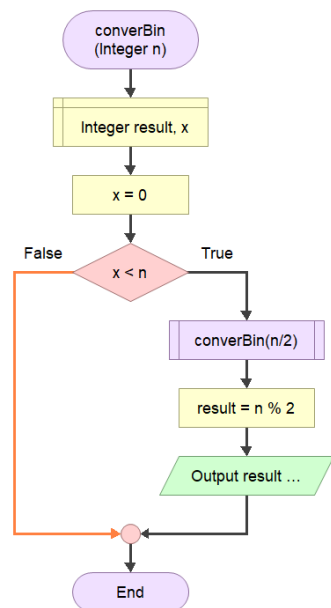 converBin
(Integer n)
Integer result, x
x = 0
False
True
x < n
converBin(n/2)
result = n % 2
Output result ...
End